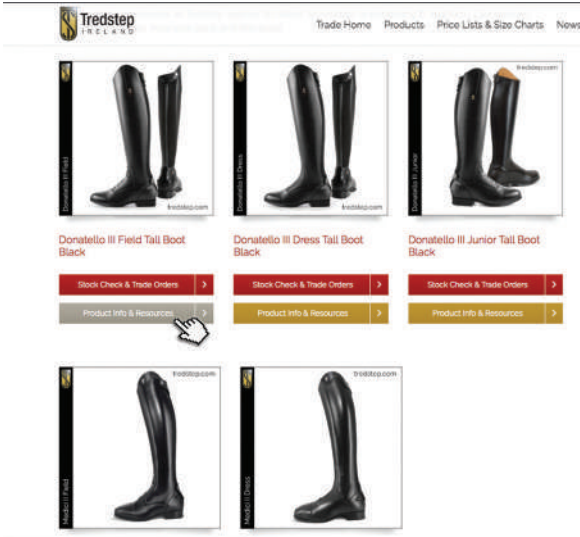 Tredstep
IRELAND
Trade Home Products Price Lists & Size Charts News
Donatello III Field
tredstep.com
Donatello III Dress
tredstep.com
Donatello III Junior
tredstep.com
Donatello III Field Tall Boot
Black
Donatello III Dress Tall Boot
Black
Donatello III Junior Tall Boot
Black
Stock Check & Trade Orders
Stock Check & Trade Orders
Stock Check & Trade Orders
Product Info & Resources
Product Info & Resources
Product Info & Resources
Medici II Field
tredstep.com
Medici II Dress
tredstep.com